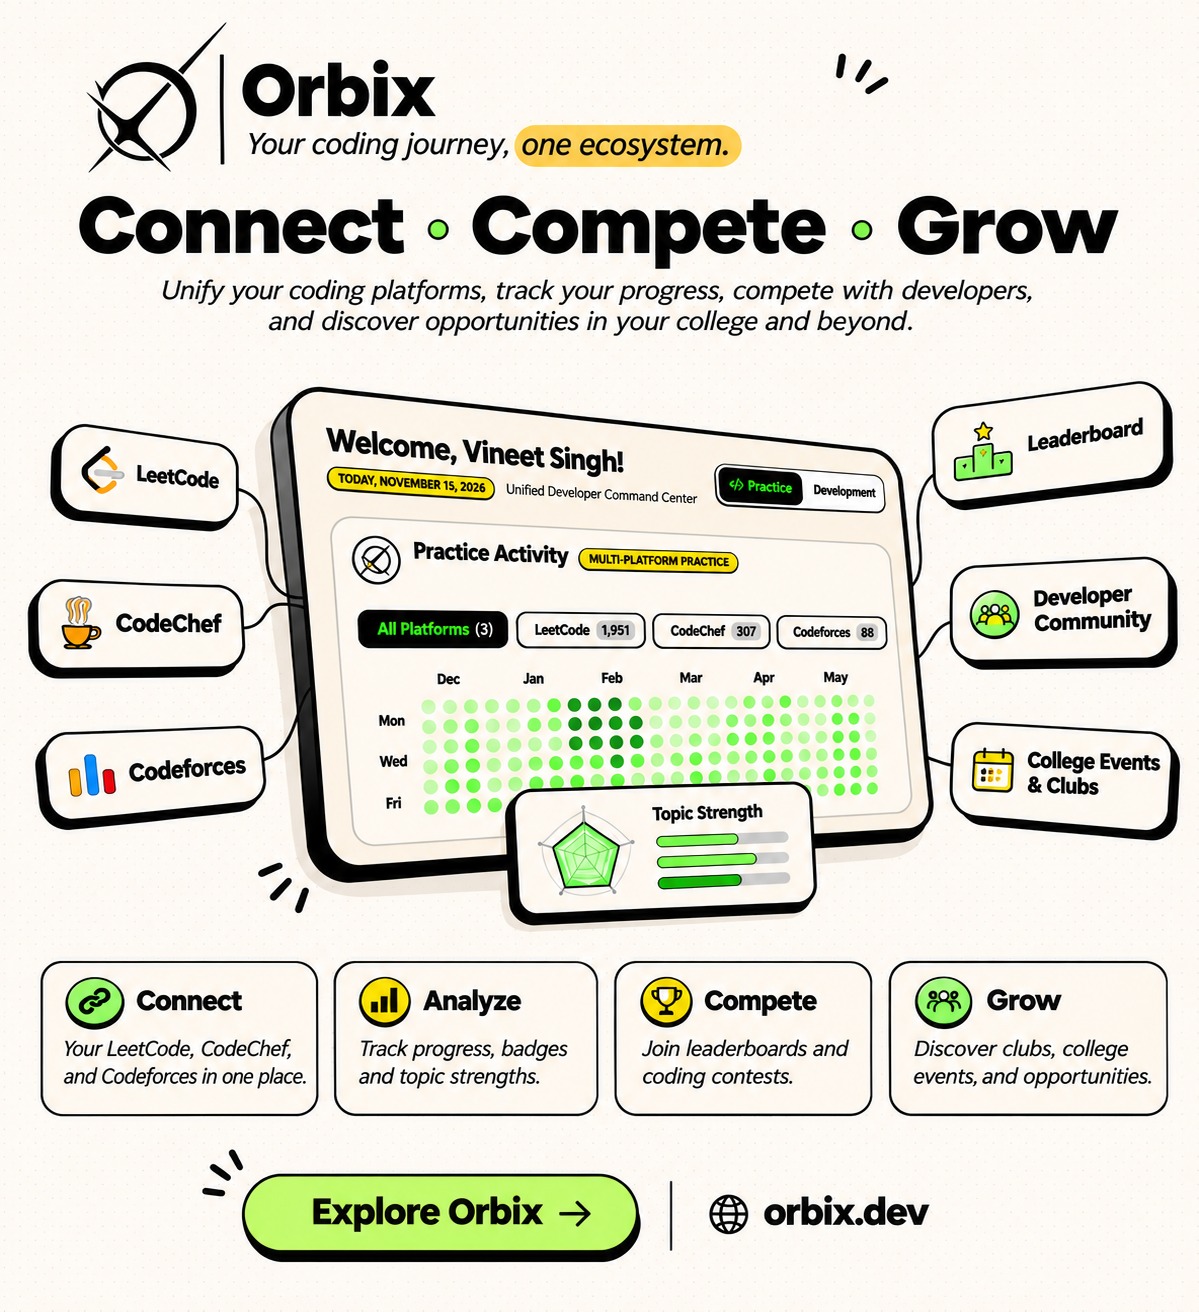 Orbix
Your coding journey, one ecosystem.
Connect • Compete • Grow
Unify your coding platforms, track your progress, compete with developers,
and discover opportunities in your college and beyond.
LeetCode
CodeChef
Codeforces
Welcome, Vineet Singh!
TODAY, NOVEMBER 15, 2026
Unified Developer Command Center
</> Practice
Development
Practice Activity
MULTI-PLATFORM PRACTICE
All Platforms (3)
LeetCode 1,951
CodeChef 307
Codeforces 88
Dec Jan Feb Mar Apr May
Mon
Wed
Fri
Topic Strength
Leaderboard
Developer
Community
College Events
& Clubs
Connect
Your LeetCode, CodeChef,
and Codeforces in one place.
Analyze
Track progress, badges
and topic strengths.
Compete
Join leaderboards and
coding contests.
Grow
Discover clubs, college
events, and opportunities.
Explore Orbix →
orbix.dev